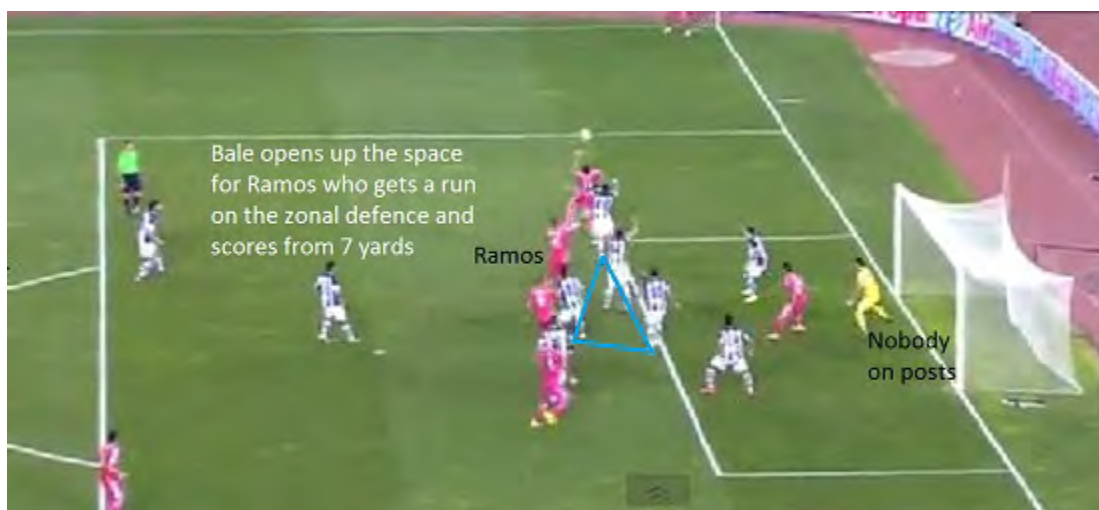 Bale opens up the space
for Ramos who gets a run
on the zonal defence and
scores from 7 yards
Ramos
Nobody
on posts